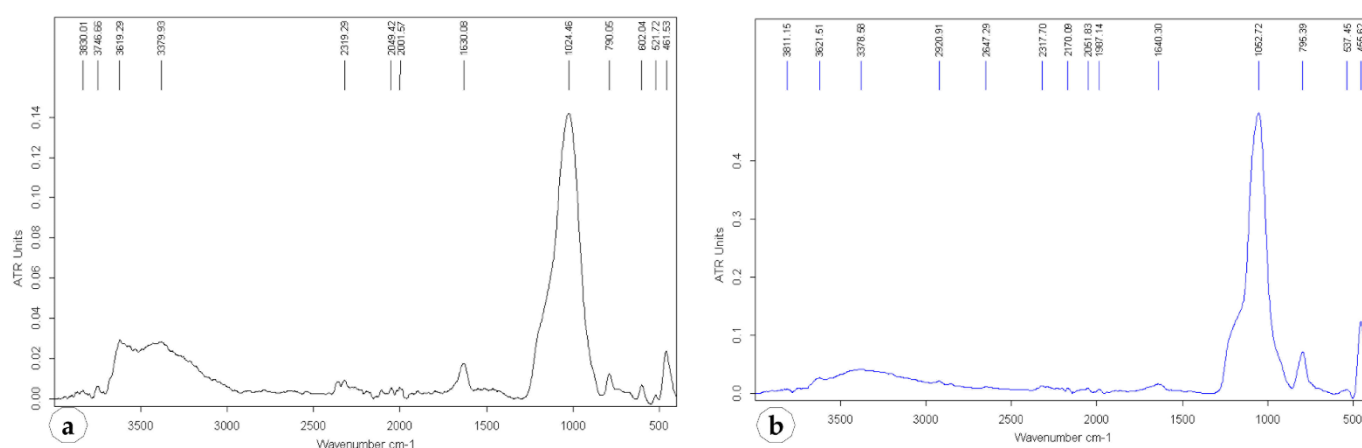 3830.01 3746.66 3619.29 3379.93 2319.29 2049.42 2001.57 1630.08 1024.46 790.05 602.04 521.72 461.53
ATR Units
0.00 0.02 0.04 0.06 0.08 0.10 0.12 0.14
3500 3000 2500 2000 1500 1000 500
Wavenumber cm-1
a
3811.15 3621.51 3378.58 2920.91 2647.29 2317.70 2170.09 2051.83 1987.14 1640.30 1052.72 795.39 537.45
ATR Units
0.0 0.1 0.2 0.3 0.4
3500 3000 2500 2000 1500 1000 500
Wavenumber cm-1
b